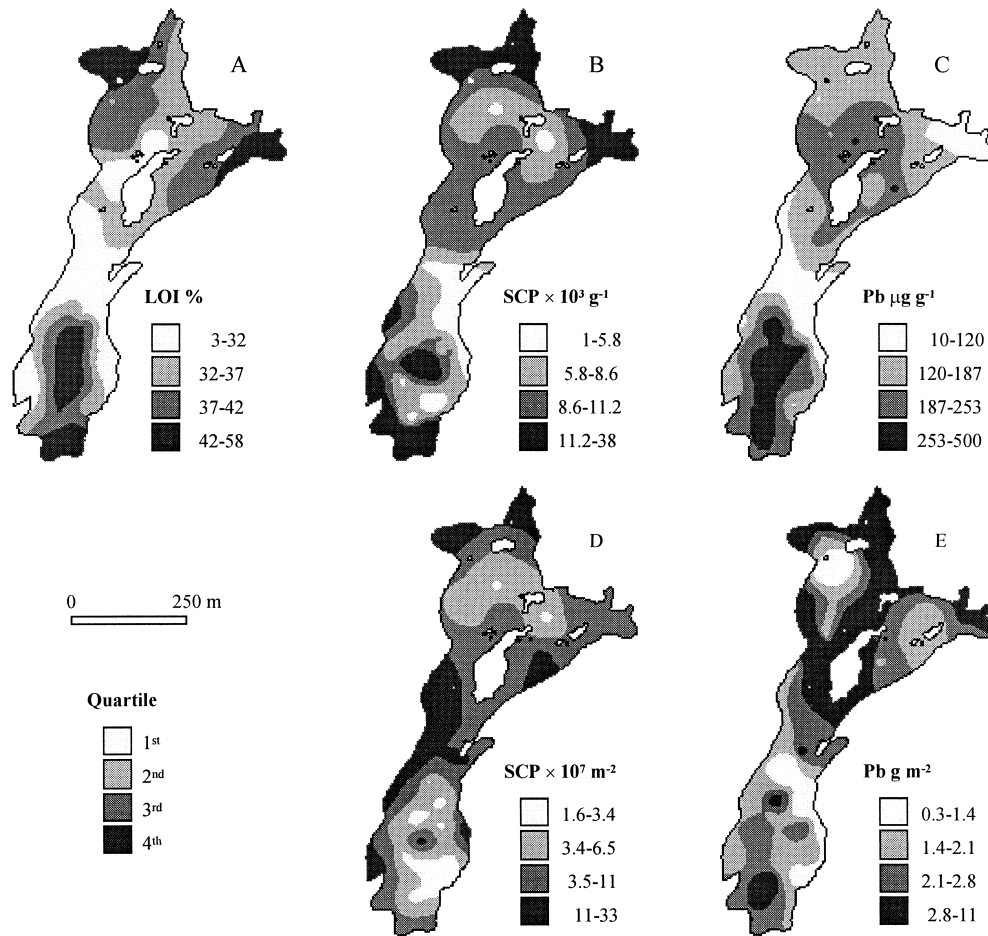 A
B
C
LOI %
3-32
32-37
37-42
42-58
SCP × 10³ g⁻¹
1-5.8
5.8-8.6
8.6-11.2
11.2-38
Pb μg g⁻¹
10-120
120-187
187-253
253-500
D
E
0 250 m
Quartile
1st
2nd
3rd
4th
SCP × 10⁷ m⁻²
1.6-3.4
3.4-6.5
3.5-11
11-33
Pb g m⁻²
0.3-1.4
1.4-2.1
2.1-2.8
2.8-11